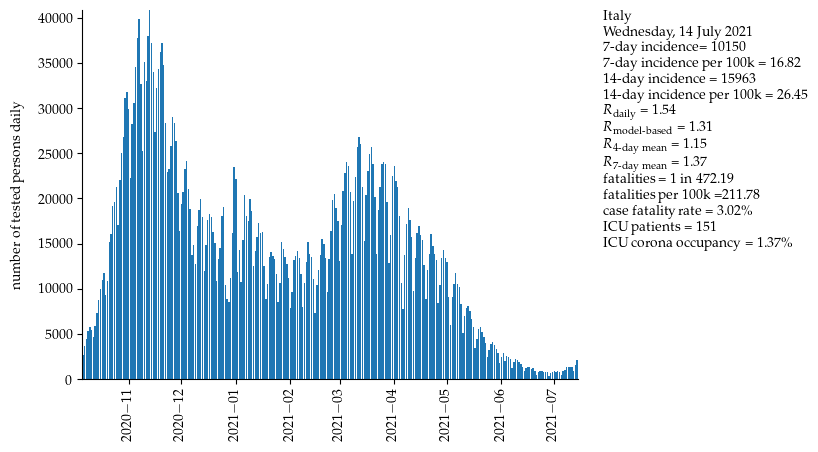 40000
35000
30000
25000
20000
15000
10000
5000
0
number of tested persons daily
2020−11
2020−12
2021−01
2021−02
2021−03
2021−04
2021−05
2021−06
2021−07
Italy
Wednesday, 14 July 2021
7-day incidence= 10150
7-day incidence per 100k = 16.82
14-day incidence = 15963
14-day incidence per 100k = 26.45
R daily = 1.54
R model-based = 1.31
R 4-day mean = 1.15
R 7-day mean = 1.37
fatalities = 1 in 472.19
fatalities per 100k =211.78
case fatality rate = 3.02%
ICU patients = 151
ICU corona occupancy = 1.37%